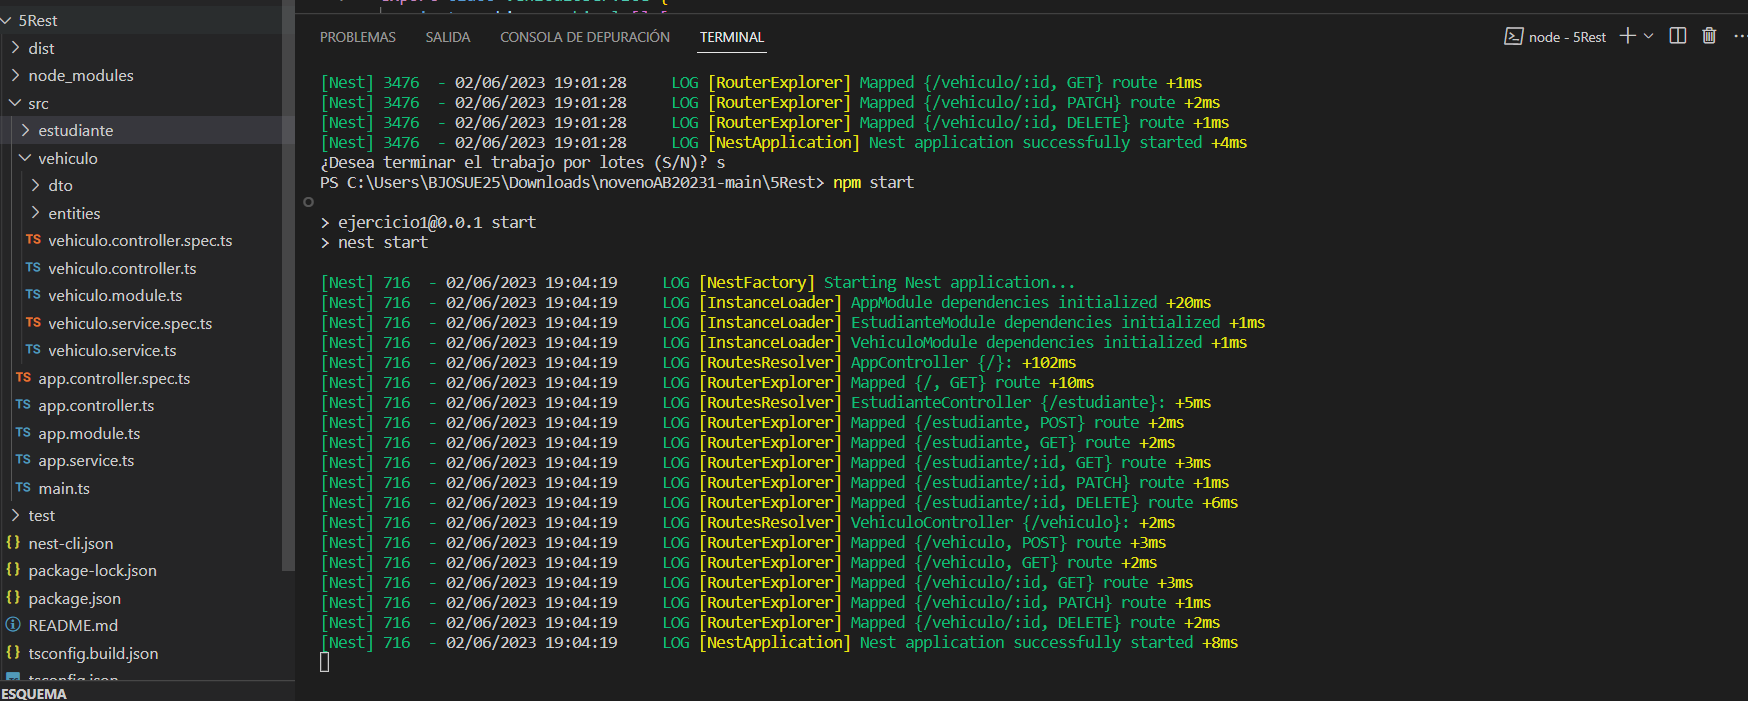 5Rest
dist
node_modules
src
estudiante
vehiculo
dto
entities
TS vehiculo.controller.spec.ts
TS vehiculo.controller.ts
TS vehiculo.module.ts
TS vehiculo.service.spec.ts
TS vehiculo.service.ts
TS app.controller.spec.ts
TS app.controller.ts
TS app.module.ts
TS app.service.ts
TS main.ts
test
{} nest-cli.json
{} package-lock.json
{} package.json
README.md
{} tsconfig.build.json
tsconfig.json
ESQUEMA
PROBLEMAS SALIDA CONSOLA DE DEPURACIÓN TERMINAL node - 5Rest
[Nest] 3476  - 02/06/2023 19:01:28     LOG [RouterExplorer] Mapped {/vehiculo/:id, GET} route +1ms
[Nest] 3476  - 02/06/2023 19:01:28     LOG [RouterExplorer] Mapped {/vehiculo/:id, PATCH} route +2ms
[Nest] 3476  - 02/06/2023 19:01:28     LOG [RouterExplorer] Mapped {/vehiculo/:id, DELETE} route +1ms
[Nest] 3476  - 02/06/2023 19:01:28     LOG [NestApplication] Nest application successfully started +4ms
¿Desea terminar el trabajo por lotes (S/N)? s
PS C:\Users\BJOSUE25\Downloads\novenoAB20231-main\5Rest> npm start
> ejercicio1@0.0.1 start
> nest start
[Nest] 716  - 02/06/2023 19:04:19     LOG [NestFactory] Starting Nest application...
[Nest] 716  - 02/06/2023 19:04:19     LOG [InstanceLoader] AppModule dependencies initialized +20ms
[Nest] 716  - 02/06/2023 19:04:19     LOG [InstanceLoader] EstudianteModule dependencies initialized +1ms
[Nest] 716  - 02/06/2023 19:04:19     LOG [InstanceLoader] VehiculoModule dependencies initialized +1ms
[Nest] 716  - 02/06/2023 19:04:19     LOG [RoutesResolver] AppController {/}: +102ms
[Nest] 716  - 02/06/2023 19:04:19     LOG [RouterExplorer] Mapped {/, GET} route +10ms
[Nest] 716  - 02/06/2023 19:04:19     LOG [RoutesResolver] EstudianteController {/estudiante}: +5ms
[Nest] 716  - 02/06/2023 19:04:19     LOG [RouterExplorer] Mapped {/estudiante, POST} route +2ms
[Nest] 716  - 02/06/2023 19:04:19     LOG [RouterExplorer] Mapped {/estudiante, GET} route +2ms
[Nest] 716  - 02/06/2023 19:04:19     LOG [RouterExplorer] Mapped {/estudiante/:id, GET} route +3ms
[Nest] 716  - 02/06/2023 19:04:19     LOG [RouterExplorer] Mapped {/estudiante/:id, PATCH} route +1ms
[Nest] 716  - 02/06/2023 19:04:19     LOG [RouterExplorer] Mapped {/estudiante/:id, DELETE} route +6ms
[Nest] 716  - 02/06/2023 19:04:19     LOG [RoutesResolver] VehiculoController {/vehiculo}: +2ms
[Nest] 716  - 02/06/2023 19:04:19     LOG [RouterExplorer] Mapped {/vehiculo, POST} route +3ms
[Nest] 716  - 02/06/2023 19:04:19     LOG [RouterExplorer] Mapped {/vehiculo, GET} route +2ms
[Nest] 716  - 02/06/2023 19:04:19     LOG [RouterExplorer] Mapped {/vehiculo/:id, GET} route +3ms
[Nest] 716  - 02/06/2023 19:04:19     LOG [RouterExplorer] Mapped {/vehiculo/:id, PATCH} route +1ms
[Nest] 716  - 02/06/2023 19:04:19     LOG [RouterExplorer] Mapped {/vehiculo/:id, DELETE} route +2ms
[Nest] 716  - 02/06/2023 19:04:19     LOG [NestApplication] Nest application successfully started +8ms